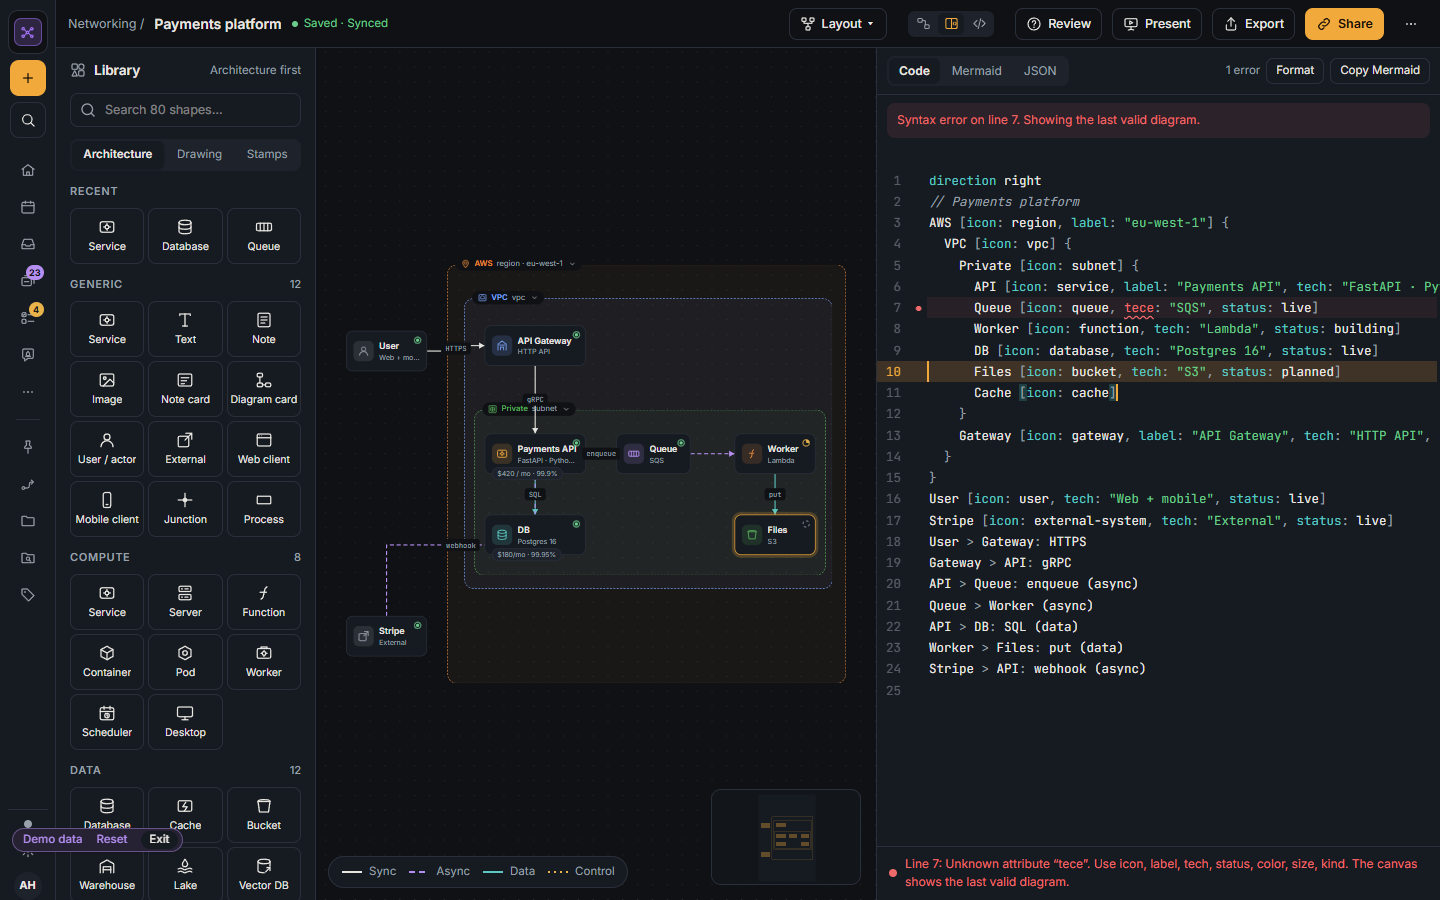 Networking / Payments platform Saved · Synced
Layout
Review
Present
Export
Share
23
4
AH
Library
Architecture first
Search 80 shapes...
Architecture Drawing Stamps
RECENT
Service Database Queue
GENERIC 12
Service Text Note
Image Note card Diagram card
User / actor External Web client
Mobile client Junction Process
COMPUTE 8
Service Server Function
Container Pod Worker
Scheduler Desktop
DATA 12
Database Cache Bucket
Demo data Reset Exit
Warehouse Lake Vector DB
AWS region · eu-west-1
VPC vpc
User
Web + mo...
HTTPS
API Gateway
HTTP API
gRPC
Private subnet
Payments API
FastAPI · Pytho...
$420 / mo · 99.9%
enqueue
Queue
SQS
Worker
Lambda
SQL
put
DB
Postgres 16
$180/mo · 99.95%
Files
S3
webhook
Stripe
External
Sync Async Data Control
Code Mermaid JSON
1 error
Format
Copy Mermaid
Syntax error on line 7. Showing the last valid diagram.
1 direction right
2 // Payments platform
3 AWS [icon: region, label: "eu-west-1"] {
4 VPC [icon: vpc] {
5 Private [icon: subnet] {
6 API [icon: service, label: "Payments API", tech: "FastAPI · Py
7 Queue [icon: queue, tece: "SQS", status: live]
8 Worker [icon: function, tech: "Lambda", status: building]
9 DB [icon: database, tech: "Postgres 16", status: live]
10 Files [icon: bucket, tech: "S3", status: planned]
11 Cache [icon: cache]
12 }
13 Gateway [icon: gateway, label: "API Gateway", tech: "HTTP API",
14 }
15 }
16 User [icon: user, tech: "Web + mobile", status: live]
17 Stripe [icon: external-system, tech: "External", status: live]
18 User > Gateway: HTTPS
19 Gateway > API: gRPC
20 API > Queue: enqueue (async)
21 Queue > Worker (async)
22 API > DB: SQL (data)
23 Worker > Files: put (data)
24 Stripe > API: webhook (async)
25
Line 7: Unknown attribute “tece”. Use icon, label, tech, status, color, size, kind. The canvas
shows the last valid diagram.